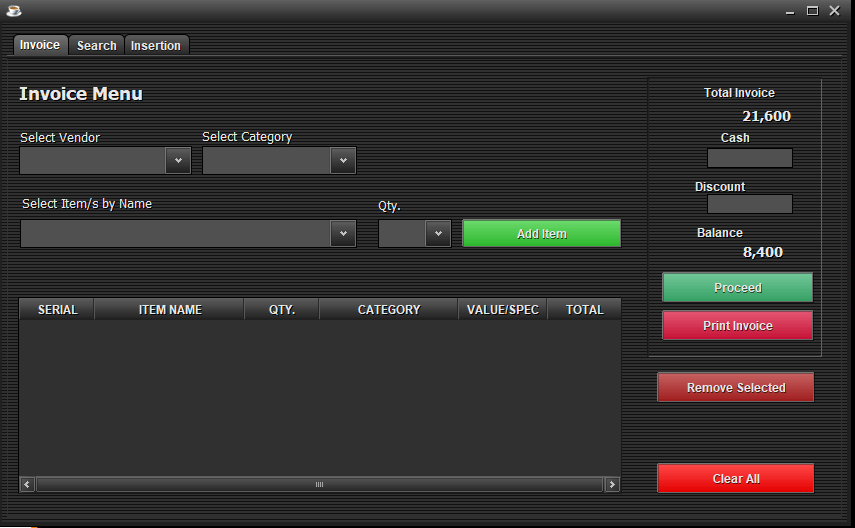 Invoice Search Insertion
Invoice Menu
Select Vendor
Select Category
Select Item/s by Name
Qty.
Add Item
SERIAL ITEM NAME QTY. CATEGORY VALUE/SPEC TOTAL
Total Invoice
21,600
Cash
Discount
Balance
8,400
Proceed
Print Invoice
Remove Selected
Clear All